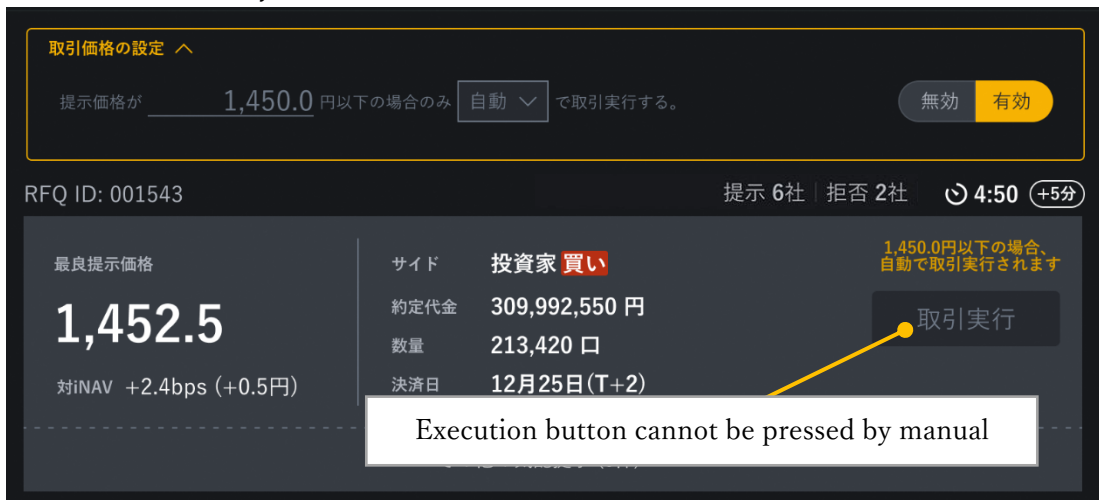 取引価格の設定
提示価格が 1,450.0 円以下の場合のみ 自動 で取引実行する。
無効 有効
RFQ ID: 001543
提示 6社 拒否 2社 4:50 +5分
最良提示価格
1,452.5
対iNAV +2.4bps (+0.5円)
サイド 投資家 買い
約定代金 309,992,550 円
数量 213,420 口
決済日 12月25日(T+2)
1,450.0円以下の場合、
自動で取引実行されます
取引実行
Execution button cannot be pressed by manual